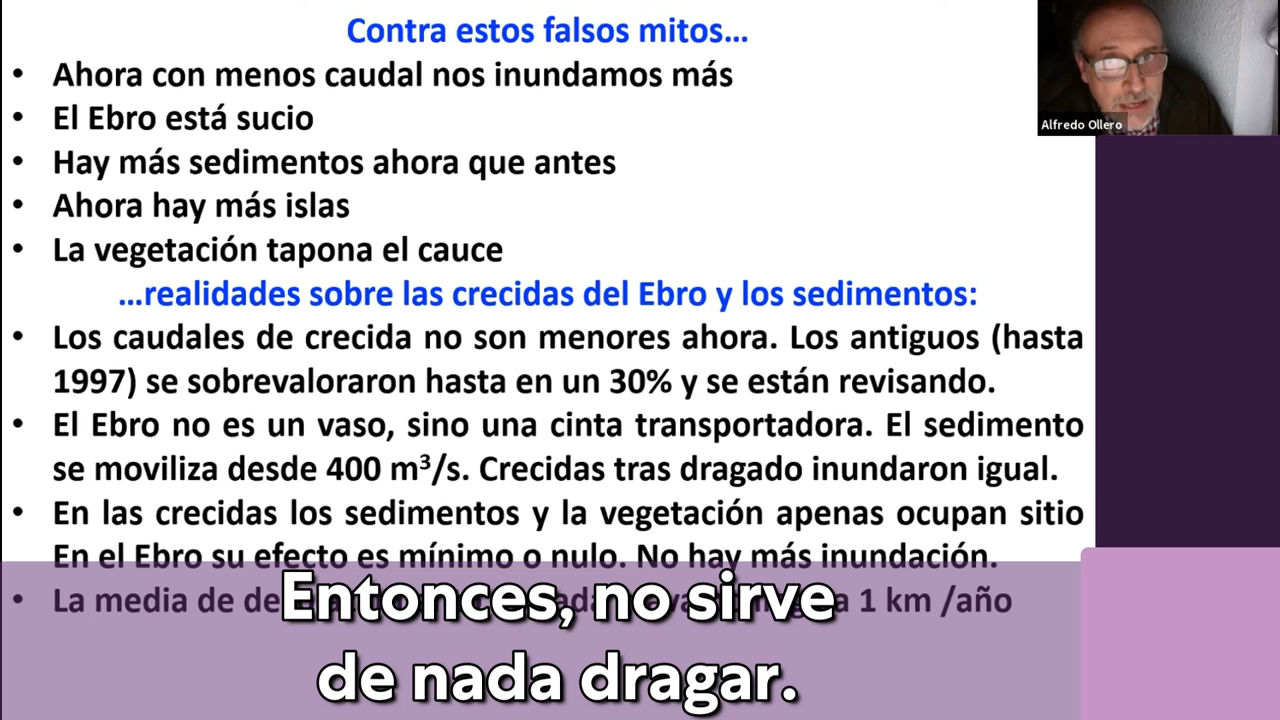 Contra estos falsos mitos...
• Ahora con menos caudal nos inundamos más
• El Ebro está sucio
• Hay más sedimentos ahora que antes
• Ahora hay más islas
• La vegetación tapona el cauce
...realidades sobre las crecidas del Ebro y los sedimentos:
• Los caudales de crecida no son menores ahora. Los antiguos (hasta
1997) se sobrevaloraron hasta en un 30% y se están revisando.
• El Ebro no es un vaso, sino una cinta transportadora. El sedimento
se moviliza desde 400 m³/s. Crecidas tras dragado inundaron igual.
• En las crecidas los sedimentos y la vegetación apenas ocupan sitio
En el Ebro su efecto es mínimo o nulo. No hay más inundación.
• La media de a 1 km /año
Entonces, no sirve
de nada dragar.
Alfredo Ollero